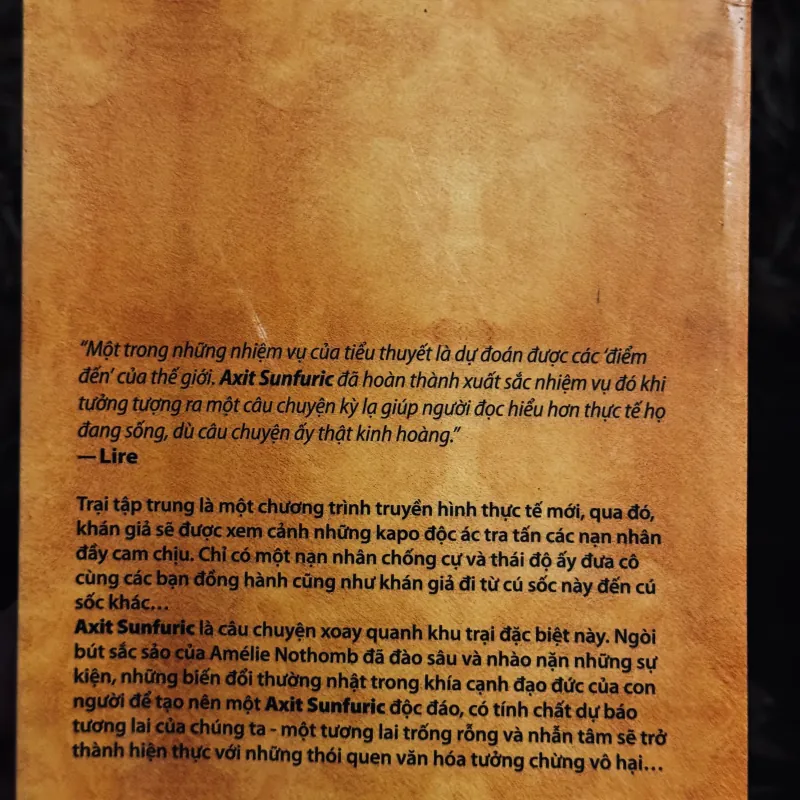 “Một trong những nhiệm vụ của tiểu thuyết là dự đoán được các ‘điểm
đến’ của thế giới. Axit Sunfuric đã hoàn thành xuất sắc nhiệm vụ đó khi
tưởng tượng ra một câu chuyện kỳ lạ giúp người đọc hiểu hơn thực tế họ
đang sống, dù câu chuyện ấy thật kinh hoàng.”
— Lire
Trại tập trung là một chương trình truyền hình thực tế mới, qua đó,
khán giả sẽ được xem cảnh những kapo độc ác tra tấn các nạn nhân
đầy cam chịu. Chỉ có một nạn nhân chống cự và thái độ ấy đưa cô
cùng các bạn đồng hành cũng như khán giả đi từ cú sốc này đến cú
sốc khác...
Axit Sunfuric là câu chuyện xoay quanh khu trại đặc biệt này. Ngòi
bút sắc sảo của Amélie Nothomb đã đào sâu và nhào nặn những sự
kiện, những biến đổi thường nhật trong khía cạnh đạo đức của con
người để tạo nên một Axit Sunfuric độc đáo, có tính chất dự báo
tương lai của chúng ta - một tương lai trống rỗng và nhẫn tâm sẽ trở
thành hiện thực với những thói quen văn hóa tưởng chừng vô hại...